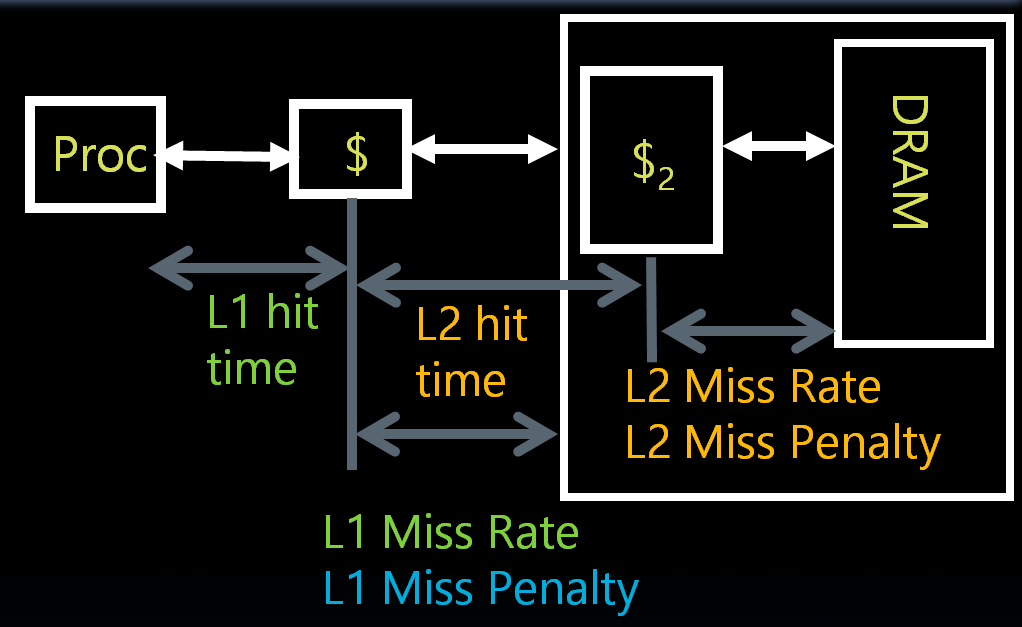 Proc
$
$2
DRAM
L1 hit
time
L2 hit
time
L2 Miss Rate
L2 Miss Penalty
L1 Miss Rate
L1 Miss Penalty